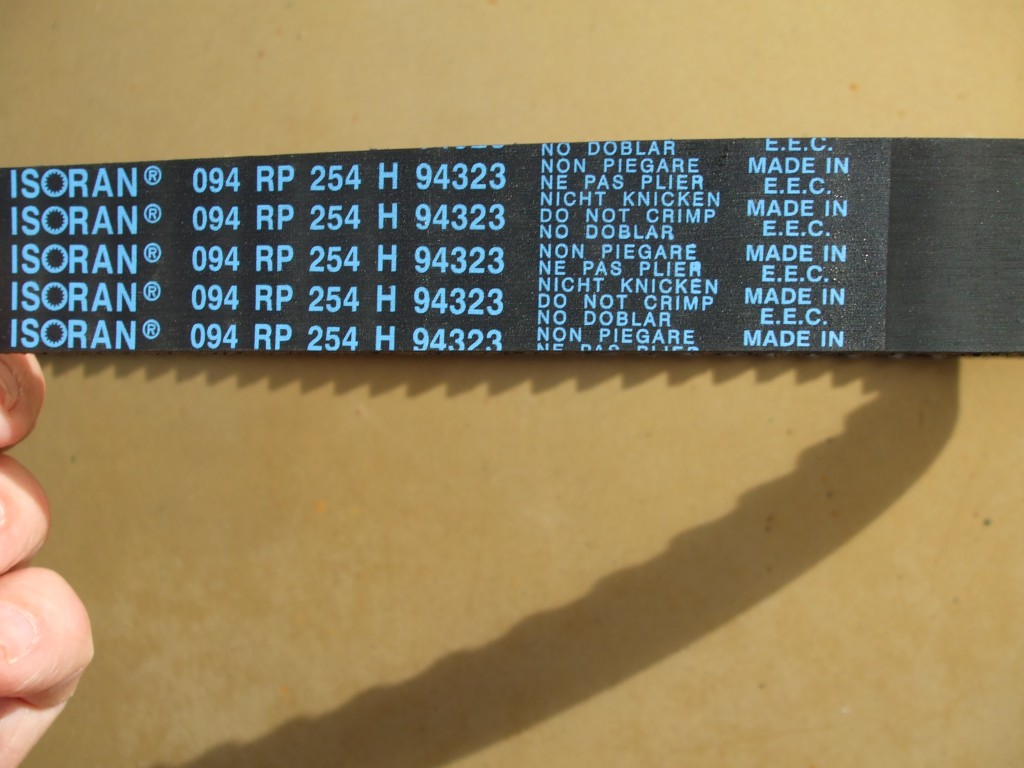 ISORAN® 094 RP 254 H 94323
ISORAN® 094 RP 254 H 94323
ISORAN® 094 RP 254 H 94323
ISORAN® 094 RP 254 H 94323
ISORAN® 094 RP 254 H 94323
NO DOBLAR
NON PIEGARE
NE PAS PLIER
NICHT KNICKEN
DO NOT CRIMP
NO DOBLAR
NON PIEGARE
NE PAS PLIER
NICHT KNICKEN
DO NOT CRIMP
NO DOBLAR
NON PIEGARE
NE PAS PLIER
E.E.C.
MADE IN
E.E.C.
MADE IN
E.E.C.
MADE IN
E.E.C.
MADE IN
E.E.C.
MADE IN